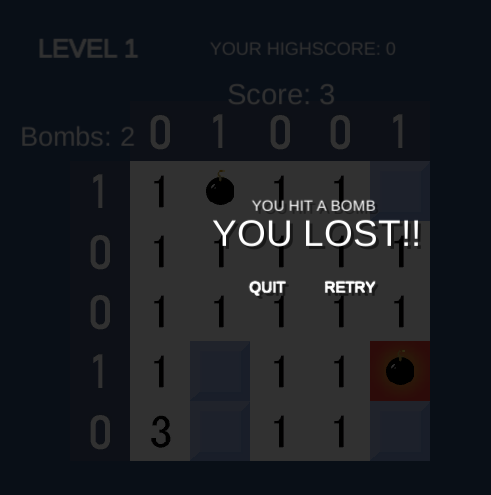 LEVEL 1 YOUR HIGHSCORE: 0
Score: 3
Bombs: 2 0 1 0 0 1
1 1 1 1
YOU HIT A BOMB
YOU LOST!!
0 1 1 1 1 1
QUIT RETRY
0 1 1 1 1 1
1 1 1 1
0 3 1 1